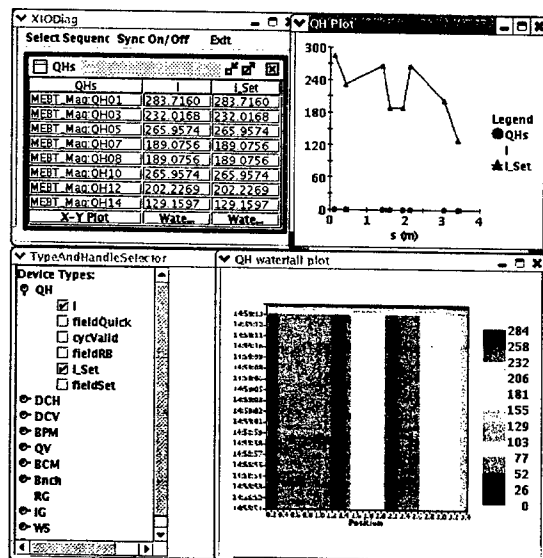 XIODiag
Select Sequenc Sync On/Off Exit
QHs
QHs I I_Set
MEBT_Mag:QH01 283.7160 283.7160
MEBT_Mag:QH03 232.0168 232.0168
MEBT_Mag:QH05 265.9574 265.9574
MEBT_Mag:QH07 189.0756 189.0756
MEBT_Mag:QH08 189.0756 189.0756
MEBT_Mag:QH10 265.9574 265.9574
MEBT_Mag:QH12 202.2269 202.2269
MEBT_Mag:QH14 129.1597 129.1597
X-Y Plot Wate... Wate...
QH Plot
300
240
180
120
60
0
0 1 2 3 4
s (m)
Legend
QHs
I
I_Set
TypeAndHandleSelector
Device Types:
QH
I
fieldQuick
cycValid
fieldRB
I_Set
fieldSet
DCH
DCV
BPM
QV
BCM
Bnch
RG
IG
WS
QH waterfall plot
284
258
232
206
181
155
129
103
77
52
26
0
Position